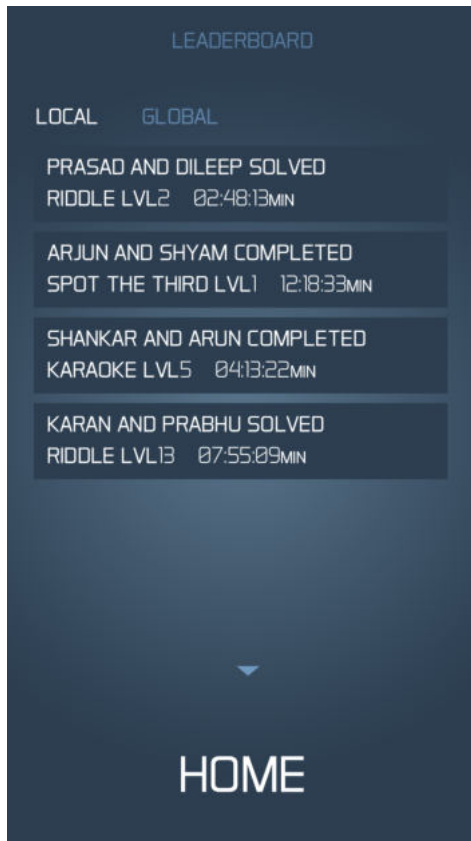 LEADERBOARD
LOCAL GLOBAL
PRASAD AND DILEEP SOLVED
RIDDLE LVL2 02:48:13MIN
ARJUN AND SHYAM COMPLETED
SPOT THE THIRD LVL1 12:18:33MIN
SHANKAR AND ARUN COMPLETED
KARAOKE LVL5 04:13:22MIN
KARAN AND PRABHU SOLVED
RIDDLE LVL13 07:55:09MIN
HOME